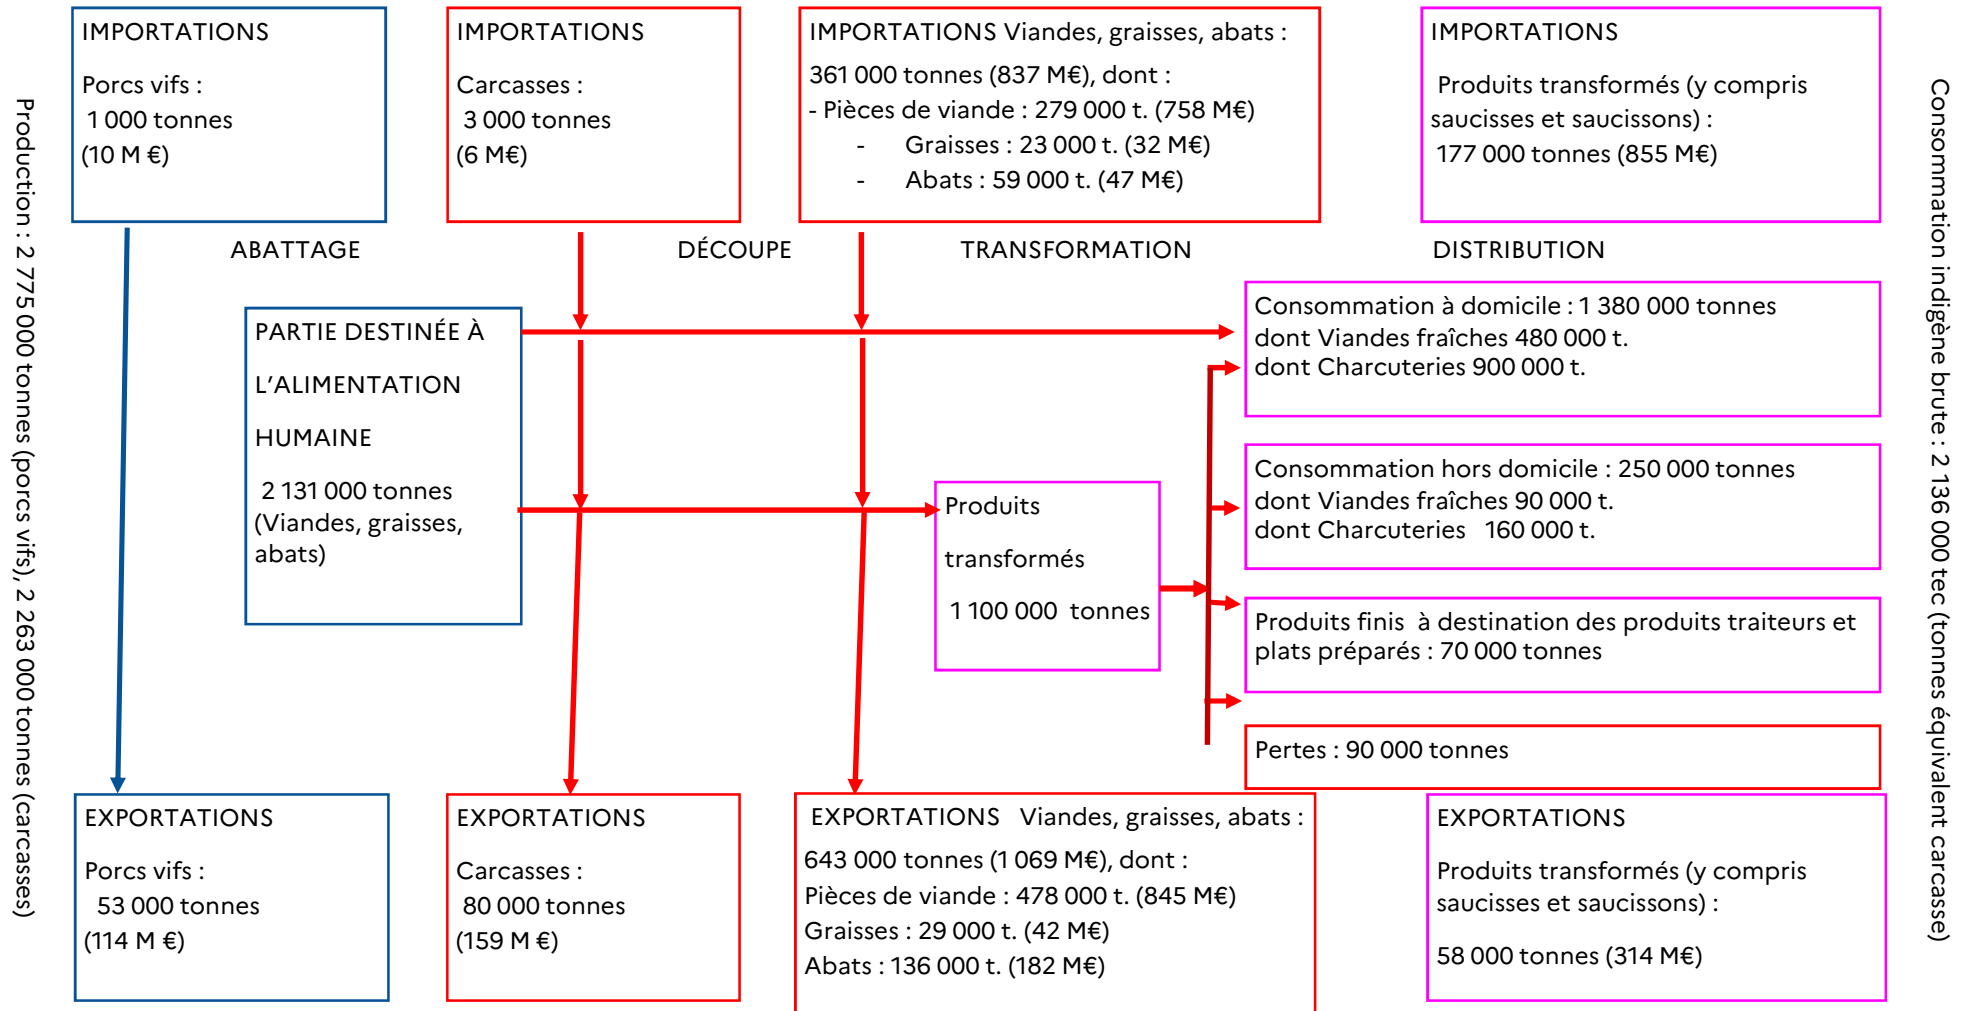 IMPORTATIONS
Porcs vifs :
1 000 tonnes
(10 M €)
IMPORTATIONS
Carcasses :
3 000 tonnes
(6 M€)
IMPORTATIONS Viandes, graisses, abats :
361 000 tonnes (837 M€), dont :
- Pièces de viande : 279 000 t. (758 M€)
- Graisses : 23 000 t. (32 M€)
- Abats : 59 000 t. (47 M€)
IMPORTATIONS
Produits transformés (y compris
saucisses et saucissons) :
177 000 tonnes (855 M€)
Production : 2 775 000 tonnes (porcs vifs), 2 263 000 tonnes (carcasses)
Consommation indigène brute : 2 136 000 tec (tonnes équivalent carcasse)
ABATTAGE
DÉCOUPE
TRANSFORMATION
DISTRIBUTION
PARTIE DESTINÉE À
L’ALIMENTATION
HUMAINE
2 131 000 tonnes
(Viandes, graisses,
abats)
Produits
transformés
1 100 000 tonnes
Consommation à domicile : 1 380 000 tonnes
dont Viandes fraîches 480 000 t.
dont Charcuteries 900 000 t.
Consommation hors domicile : 250 000 tonnes
dont Viandes fraîches 90 000 t.
dont Charcuteries 160 000 t.
Produits finis à destination des produits traiteurs et
plats préparés : 70 000 tonnes
Pertes : 90 000 tonnes
EXPORTATIONS
Porcs vifs :
53 000 tonnes
(114 M €)
EXPORTATIONS
Carcasses :
80 000 tonnes
(159 M €)
EXPORTATIONS Viandes, graisses, abats :
643 000 tonnes (1 069 M€), dont :
Pièces de viande : 478 000 t. (845 M€)
Graisses : 29 000 t. (42 M€)
Abats : 136 000 t. (182 M€)
EXPORTATIONS
Produits transformés (y compris
saucisses et saucissons) :
58 000 tonnes (314 M€)